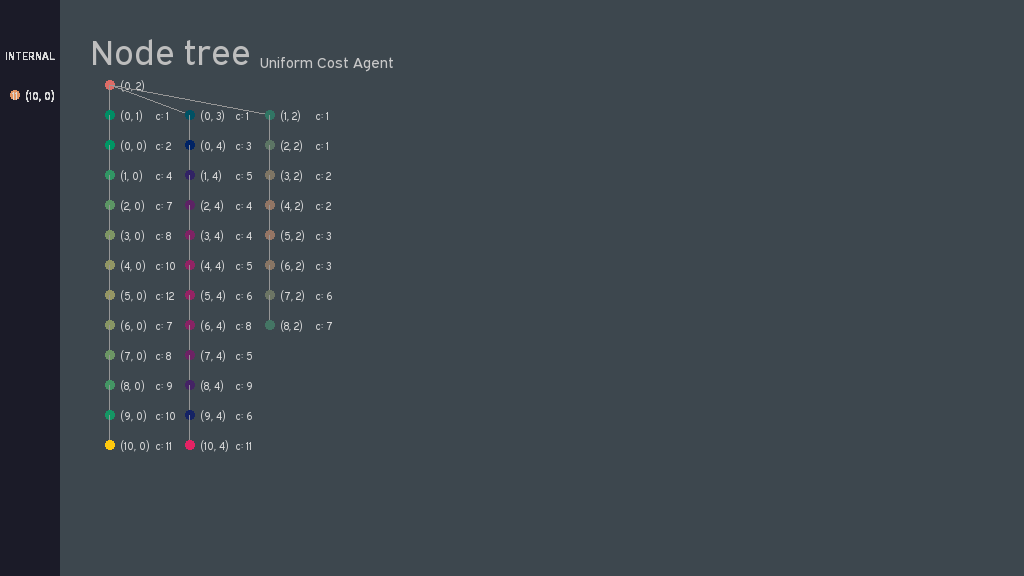 INTERNAL
(10, 0)
Node tree Uniform Cost Agent
(0, 2)
(0, 1) c: 1 (0, 3) c: 1 (1, 2) c: 1
(0, 0) c: 2 (0, 4) c: 3 (2, 2) c: 1
(1, 0) c: 4 (1, 4) c: 5 (3, 2) c: 2
(2, 0) c: 7 (2, 4) c: 4 (4, 2) c: 2
(3, 0) c: 8 (3, 4) c: 4 (5, 2) c: 3
(4, 0) c: 10 (4, 4) c: 5 (6, 2) c: 3
(5, 0) c: 12 (5, 4) c: 6 (7, 2) c: 6
(6, 0) c: 7 (6, 4) c: 8 (8, 2) c: 7
(7, 0) c: 8 (7, 4) c: 5
(8, 0) c: 9 (8, 4) c: 9
(9, 0) c: 10 (9, 4) c: 6
(10, 0) c: 11 (10, 4) c: 11